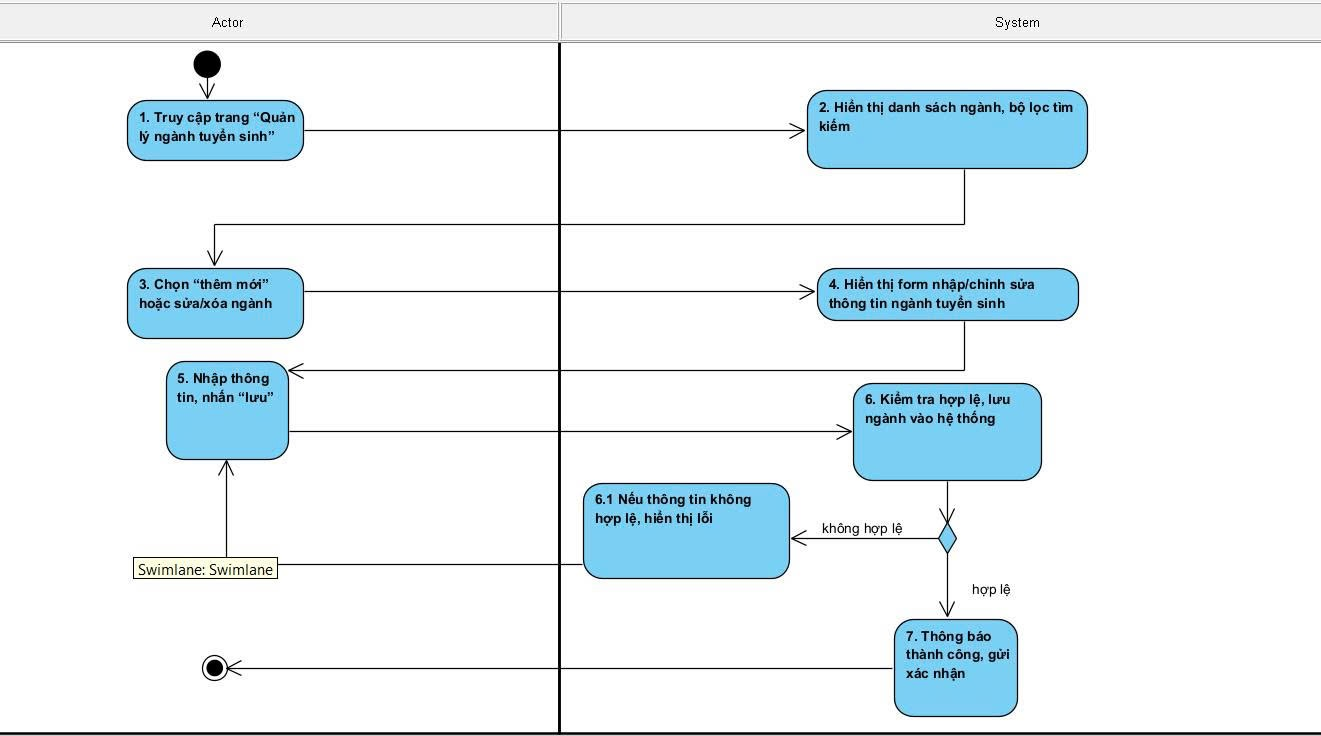 Actor
System
1. Truy cập trang “Quản
lý ngành tuyển sinh”
2. Hiển thị danh sách ngành, bộ lọc tìm
kiếm
3. Chọn “thêm mới”
hoặc sửa/xóa ngành
4. Hiển thị form nhập/chỉnh sửa
thông tin ngành tuyển sinh
5. Nhập thông
tin, nhấn “lưu”
6. Kiểm tra hợp lệ, lưu
ngành vào hệ thống
6.1 Nếu thông tin không
hợp lệ, hiển thị lỗi
không hợp lệ
Swimlane: Swimlane
hợp lệ
7. Thông báo
thành công, gửi
xác nhận